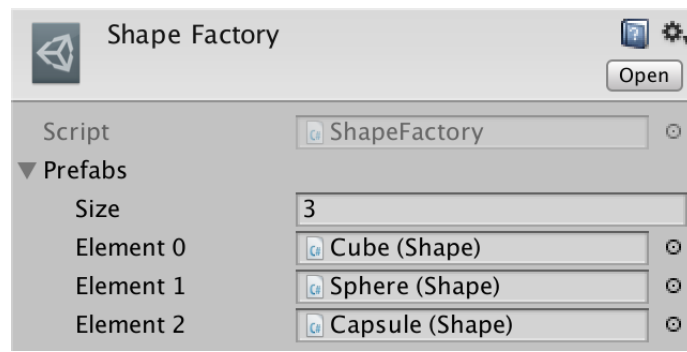 Shape Factory
Open
Script ShapeFactory
Prefabs
Size 3
Element 0 Cube (Shape)
Element 1 Sphere (Shape)
Element 2 Capsule (Shape)